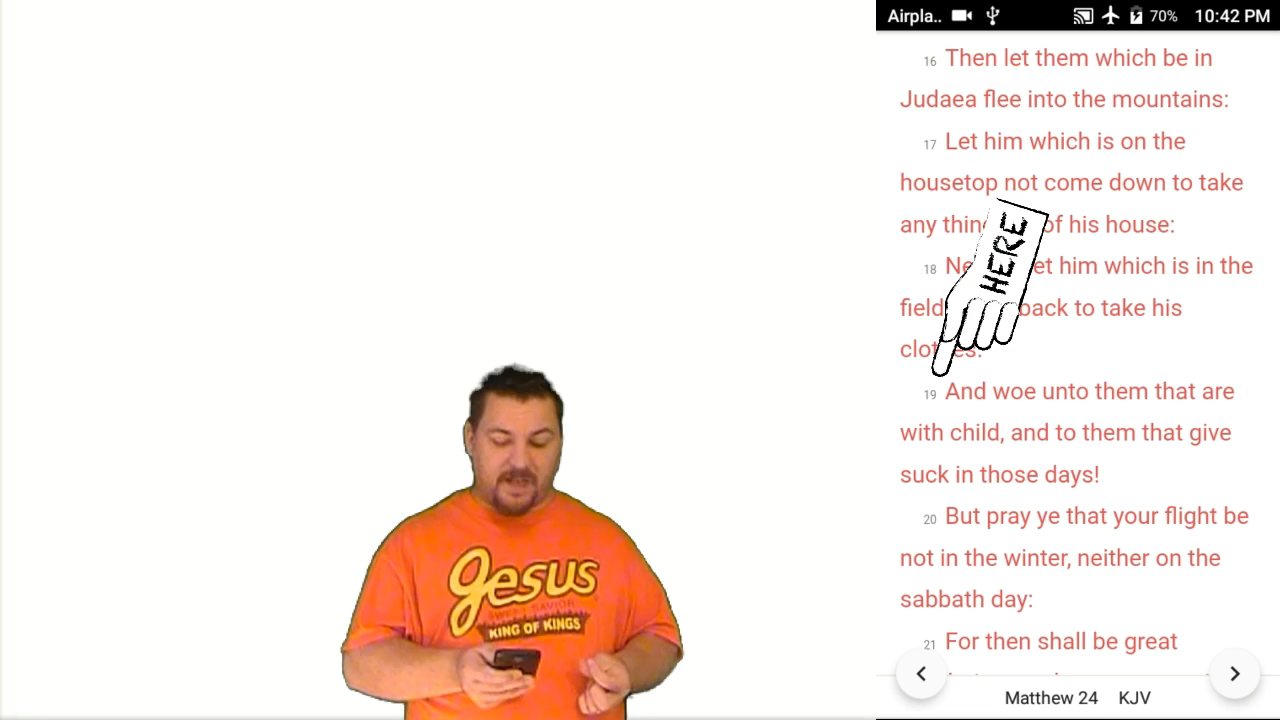 Airpla.. 70% 10:42 PM
16 Then let them which be in
Judaea flee into the mountains:
17 Let him which is on the
housetop not come down to take
any thin of his house:
18 Ne et him which is in the
field back to take his
clothes.
19 And woe unto them that are
with child, and to them that give
suck in those days!
20 But pray ye that your flight be
not in the winter, neither on the
sabbath day:
21 For then shall be great
Matthew 24 KJV
HERE
Jesus
SWEET SAVIOR
KING OF KINGS